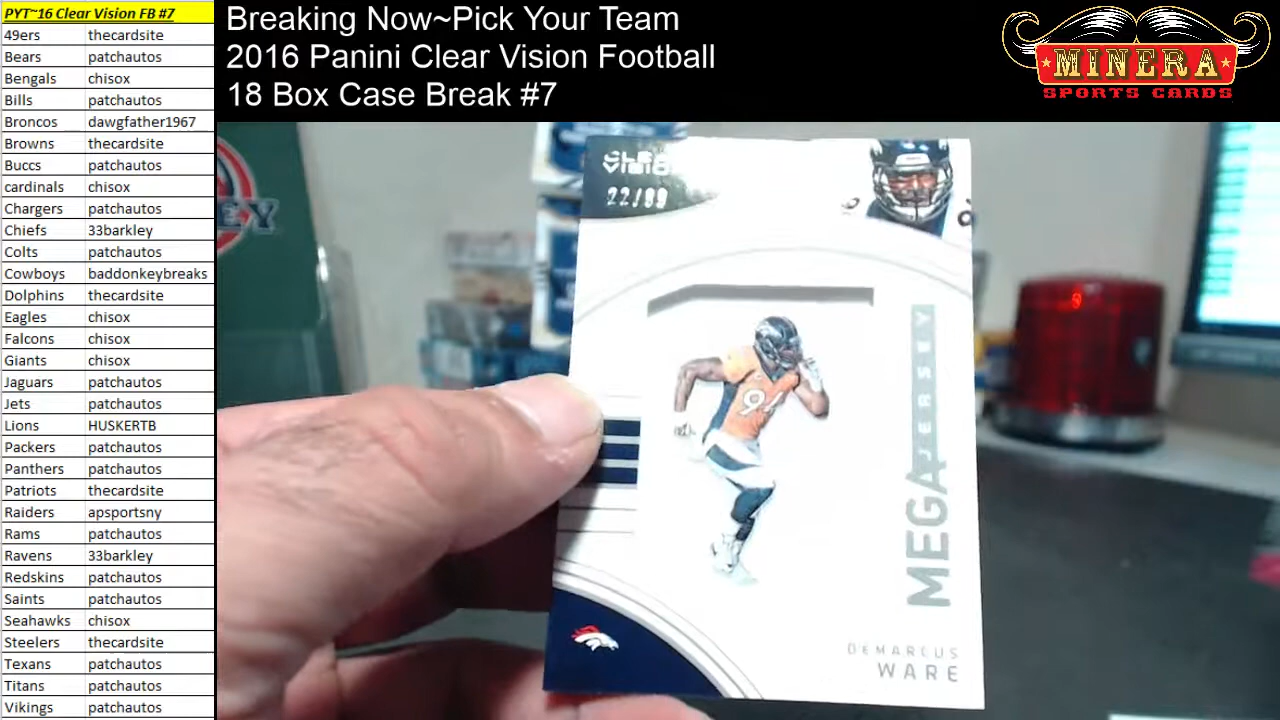 PYT~16 Clear Vision FB #7
49ers thecardsite
Bears patchautos
Bengals chisox
Bills patchautos
Broncos dawgfather1967
Browns thecardsite
Buccs patchautos
cardinals chisox
Chargers patchautos
Chiefs 33barkley
Colts patchautos
Cowboys baddonkeybreaks
Dolphins thecardsite
Eagles chisox
Falcons chisox
Giants chisox
Jaguars patchautos
Jets patchautos
Lions HUSKERTB
Packers patchautos
Panthers patchautos
Patriots thecardsite
Raiders apsportsny
Rams patchautos
Ravens 33barkley
Redskins patchautos
Saints patchautos
Seahawks chisox
Steelers thecardsite
Texans patchautos
Titans patchautos
Vikings patchautos
Breaking Now~Pick Your Team
2016 Panini Clear Vision Football
18 Box Case Break #7
MINERA
SPORTS CARDS
22/99
94
MEGA JERSEY
DEMARCUS
WARE